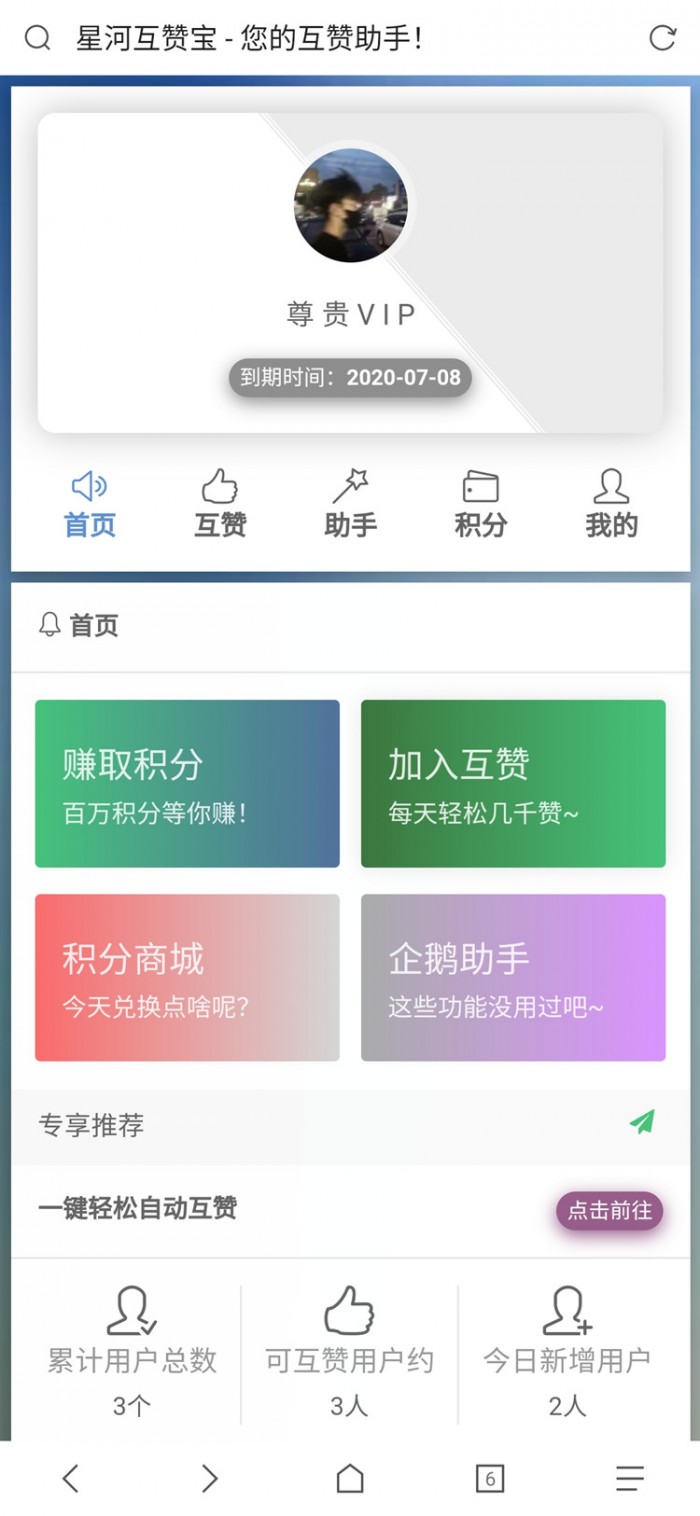 星河互赞宝 - 您的互赞助手！
尊贵VIP
到期时间：2020-07-08
首页 互赞 助手 积分 我的
首页
赚取积分 加入互赞
百万积分等你赚！ 每天轻松几千赞~
积分商城 企鹅助手
今天兑换点啥呢？ 这些功能没用过吧~
专享推荐
一键轻松自动互赞 点击前往
累计用户总数 可互赞用户约 今日新增用户
3个 3人 2人
6